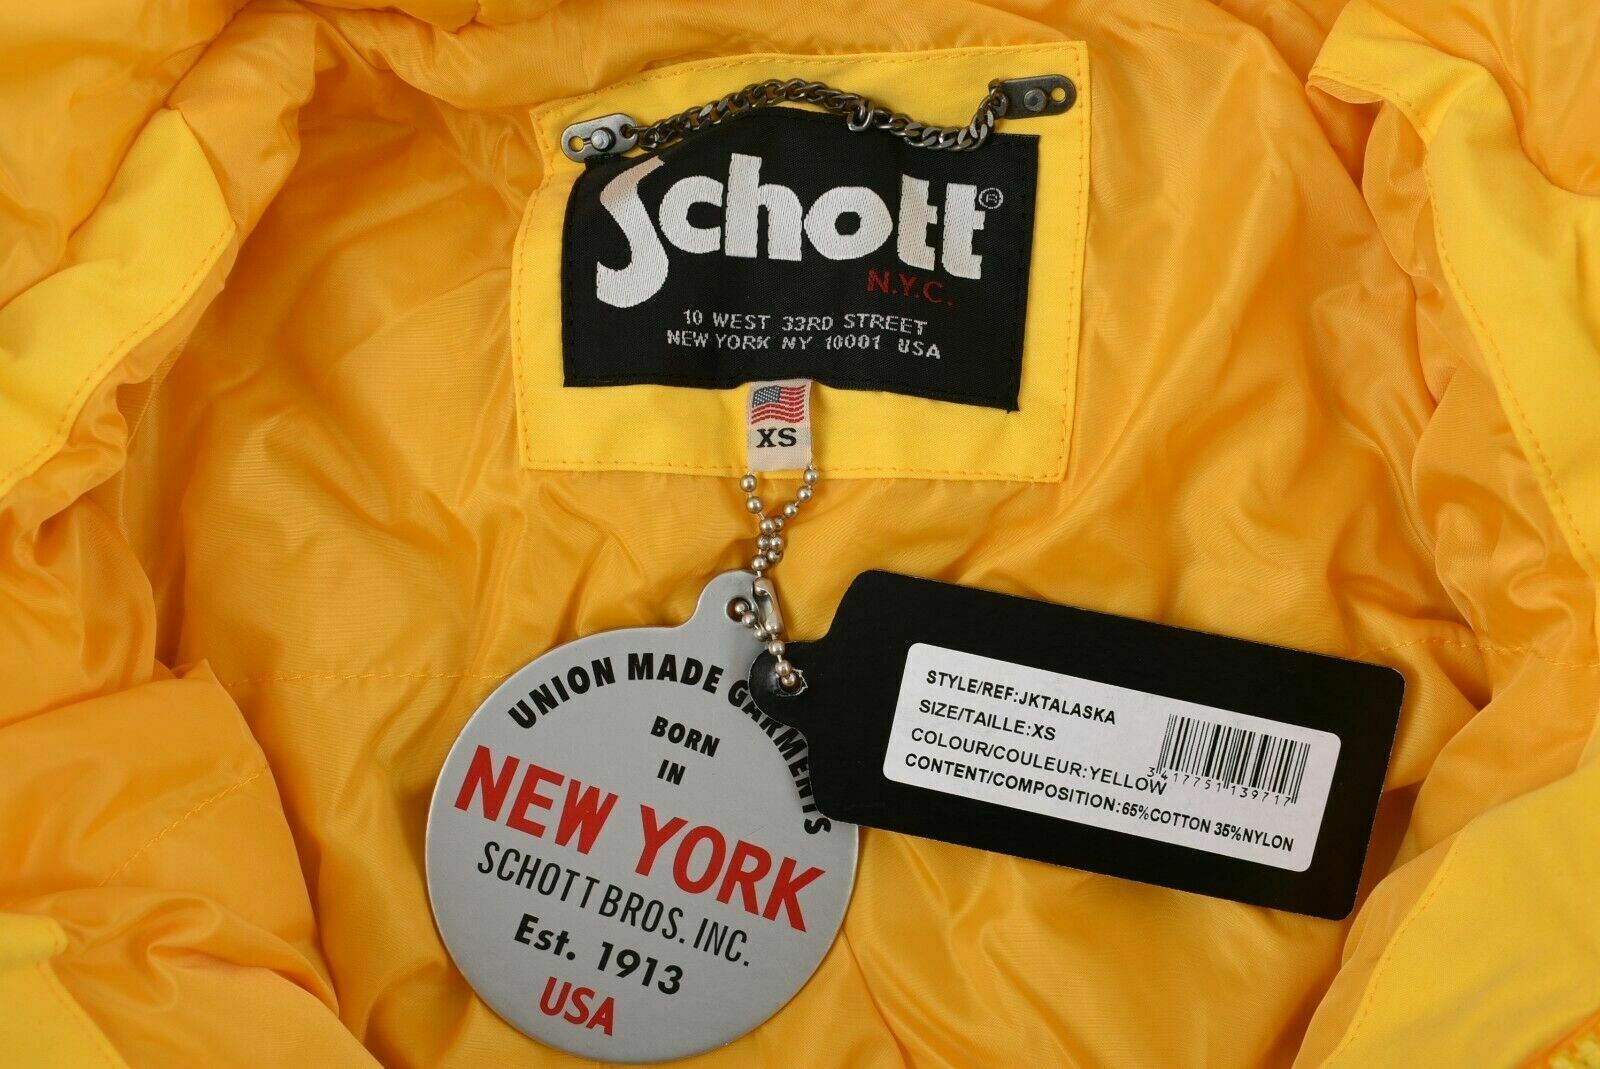 Schott®
N.Y.C.
10 WEST 33RD STREET
NEW YORK NY 10001 USA
XS
UNION MADE GARMENTS
BORN
IN
NEW YORK
SCHOTT BROS. INC.
Est. 1913
USA
STYLE/REF:JKTALASKA
SIZE/TAILLE:XS
COLOUR/COULEUR:YELLOW
CONTENT/COMPOSITION:65%COTTON 35%NYLON
3417751139717